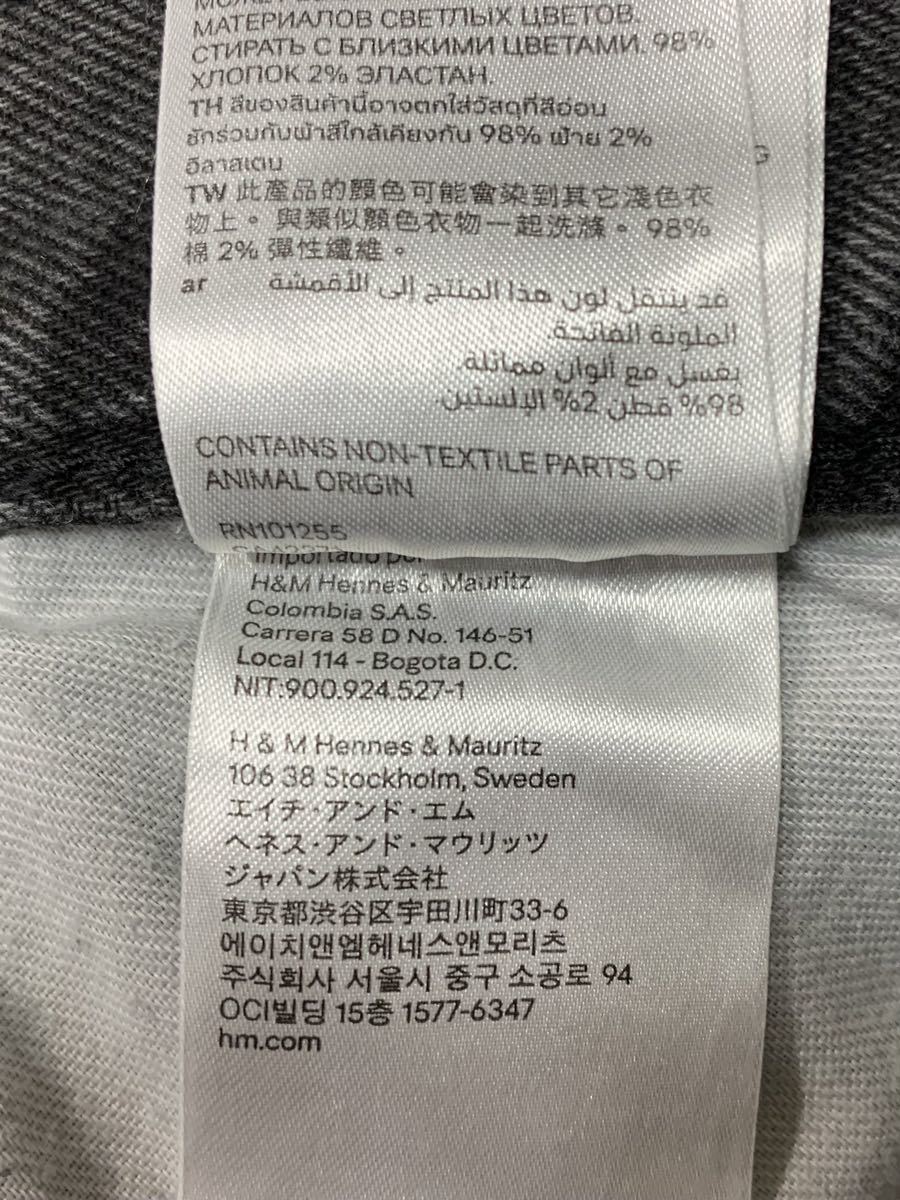 МАТЕРИАЛОВ СВЕТЛЫХ ЦВЕТОВ.
СТИРАТЬ С БЛИЗКИМИ ЦВЕТАМИ. 98%
ХЛОПОК 2% ЭЛАСТАН.
TH สีของสินค้านี้อาจตกใส่วัสดุที่สีอ่อน
ซักร่วมกับผ้าสีใกล้เคียงกัน 98% ฝ้าย 2%
อีลาสเตน
TW 此產品的顏色可能會染到其它淺色衣
物上。 與類似顏色衣物一起洗滌。 98%
棉 2% 彈性纖維。
ar قد ينتقل لون هذا المنتج إلى الأقمشة
الملونة الفاتحة.
يغسل مع ألوان مماثلة.
98% قطن 2% الإلستين.
CONTAINS NON-TEXTILE PARTS OF
ANIMAL ORIGIN
RN101255
G
Importado por
H&M Hennes & Mauritz
Colombia S.A.S.
Carrera 58 D No. 146-51
Local 114 - Bogota D.C.
NIT:900.924.527-1
H & M Hennes & Mauritz
106 38 Stockholm, Sweden
エイチ・アンド・エム
ヘネス・アンド・マウリッツ
ジャパン株式会社
東京都渋谷区宇田川町33-6
에이치앤엠헤네스앤모리츠
주식회사 서울시 중구 소공로 94
OCI빌딩 15층 1577-6347
hm.com